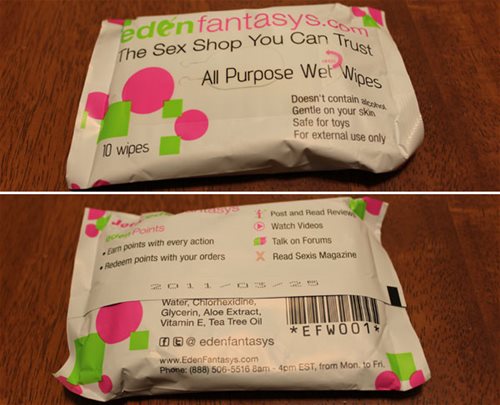 edenfantasys.com
The Sex Shop You Can Trust
All Purpose Wet Wipes
Doesn't contain alcohol
Gentle on your skin
Safe for toys
For external use only
10 wipes
Points
• Earn points with every action
• Redeem points with your orders
Post and Read Reviews
Watch Videos
Talk on Forums
Read Sexis Magazine
2011/03/25
Water, Chlorhexidine,
Glycerin, Aloe Extract,
Vitamin E, Tea Tree Oil
*EFW001*
@ edenfantasys
www.EdenFantasys.com
Phone: (888) 506-5516 8am - 4pm EST, from Mon. to Fri.